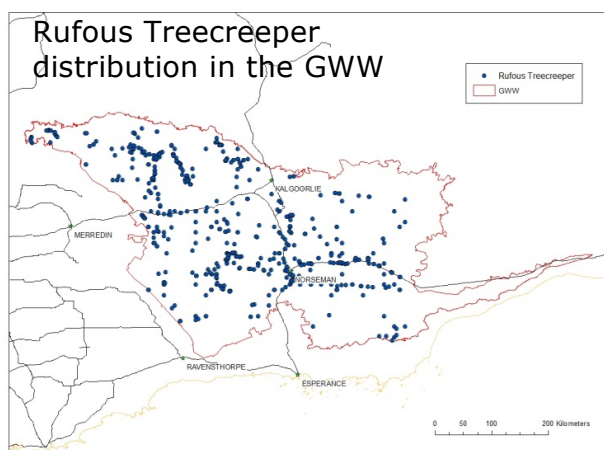 Rufous Treecreeper
distribution in the GWW
Rufous Treecreeper
GWW
KALGOORLIE
MERREDIN
NORSEMAN
RAVENSTHORPE
ESPERANCE
0 50 100 200 Kilometers